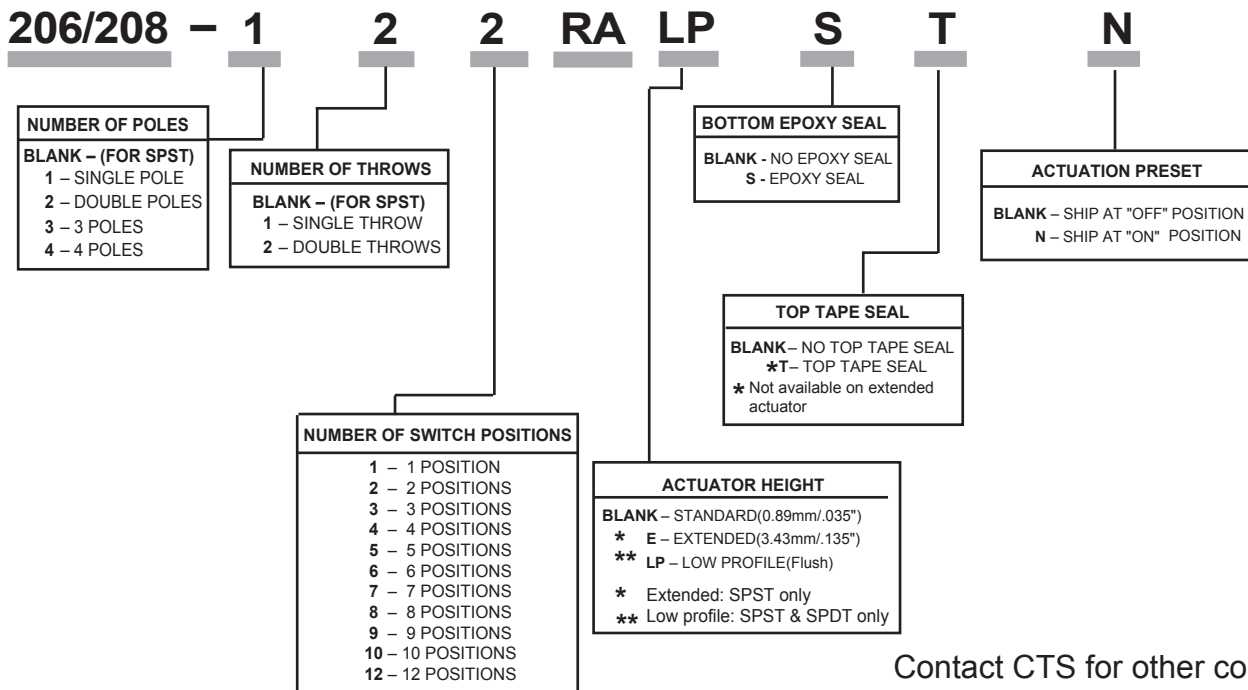 206/208 – 1 2 2 RA LP S T N
NUMBER OF POLES
BLANK – (FOR SPST)
1 – SINGLE POLE
2 – DOUBLE POLES
3 – 3 POLES
4 – 4 POLES
NUMBER OF THROWS
BLANK – (FOR SPST)
1 – SINGLE THROW
2 – DOUBLE THROWS
BOTTOM EPOXY SEAL
BLANK - NO EPOXY SEAL
S - EPOXY SEAL
ACTUATION PRESET
BLANK – SHIP AT "OFF" POSITION
N – SHIP AT "ON" POSITION
TOP TAPE SEAL
BLANK – NO TOP TAPE SEAL
*T – TOP TAPE SEAL
* Not available on extended
actuator
NUMBER OF SWITCH POSITIONS
1 – 1 POSITION
2 – 2 POSITIONS
3 – 3 POSITIONS
4 – 4 POSITIONS
5 – 5 POSITIONS
6 – 6 POSITIONS
7 – 7 POSITIONS
8 – 8 POSITIONS
9 – 9 POSITIONS
10 – 10 POSITIONS
12 – 12 POSITIONS
ACTUATOR HEIGHT
BLANK – STANDARD(0.89mm/.035")
* E – EXTENDED(3.43mm/.135")
** LP – LOW PROFILE(Flush)
* Extended: SPST only
** Low profile: SPST & SPDT only
Contact CTS for other co